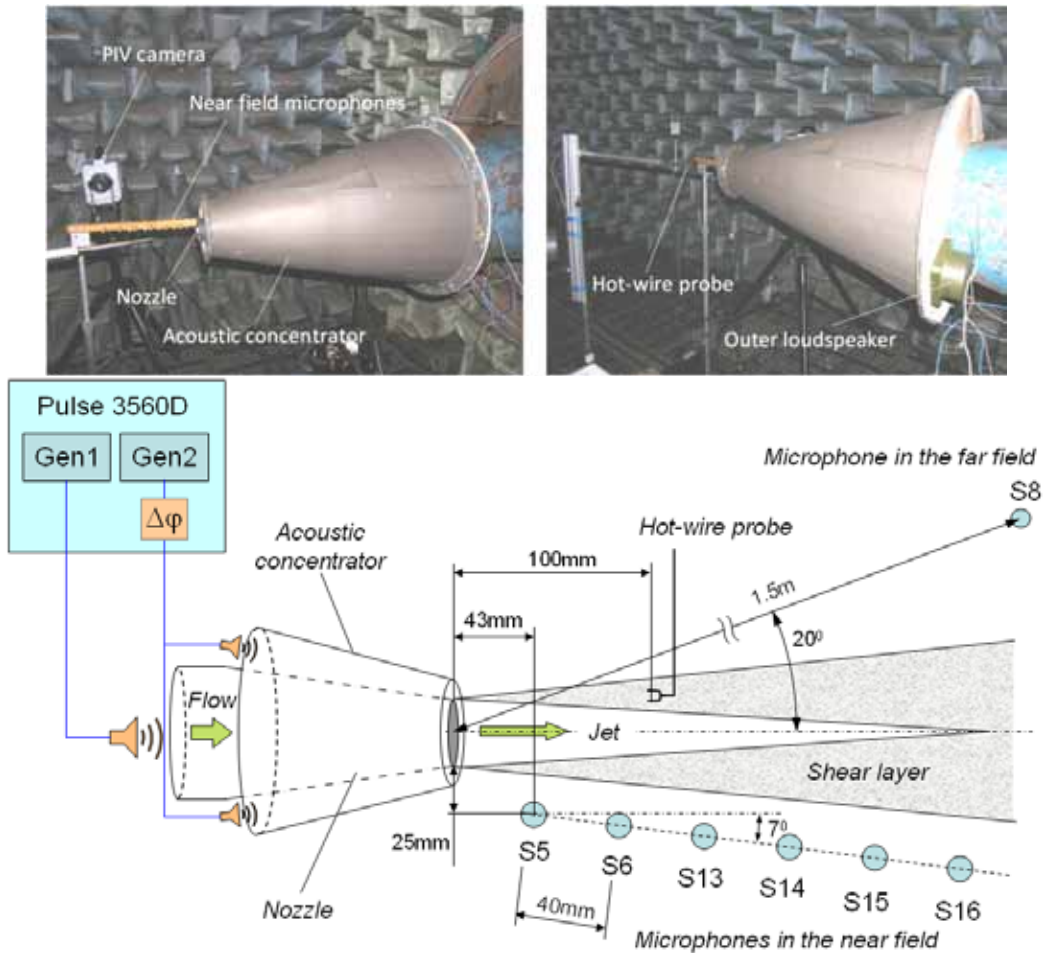 PIV camera
Near field microphones
Nozzle
Acoustic concentrator
Hot-wire probe
Outer loudspeaker
Pulse 3560D
Gen1
Gen2
Δφ
Microphone in the far field
S8
Acoustic
concentrator
Hot-wire probe
100mm
1.5m
43mm
20⁰
Flow
Jet
Shear layer
25mm
7⁰
S5
S6
S13
S14
S15
S16
Nozzle
40mm
Microphones in the near field